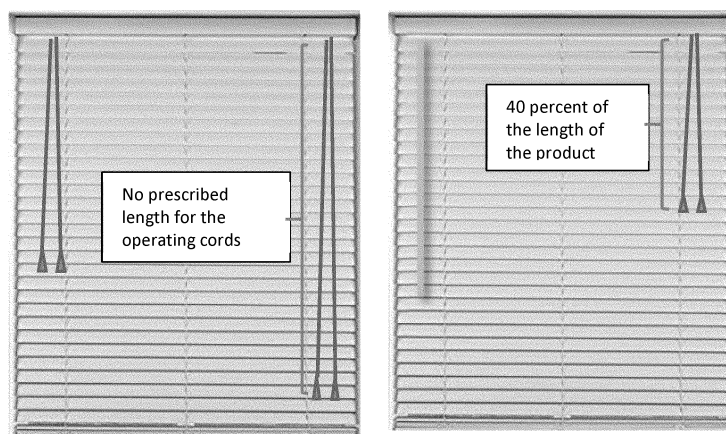 No prescribed
length for the
operating cords
40 percent of
the length of
the product